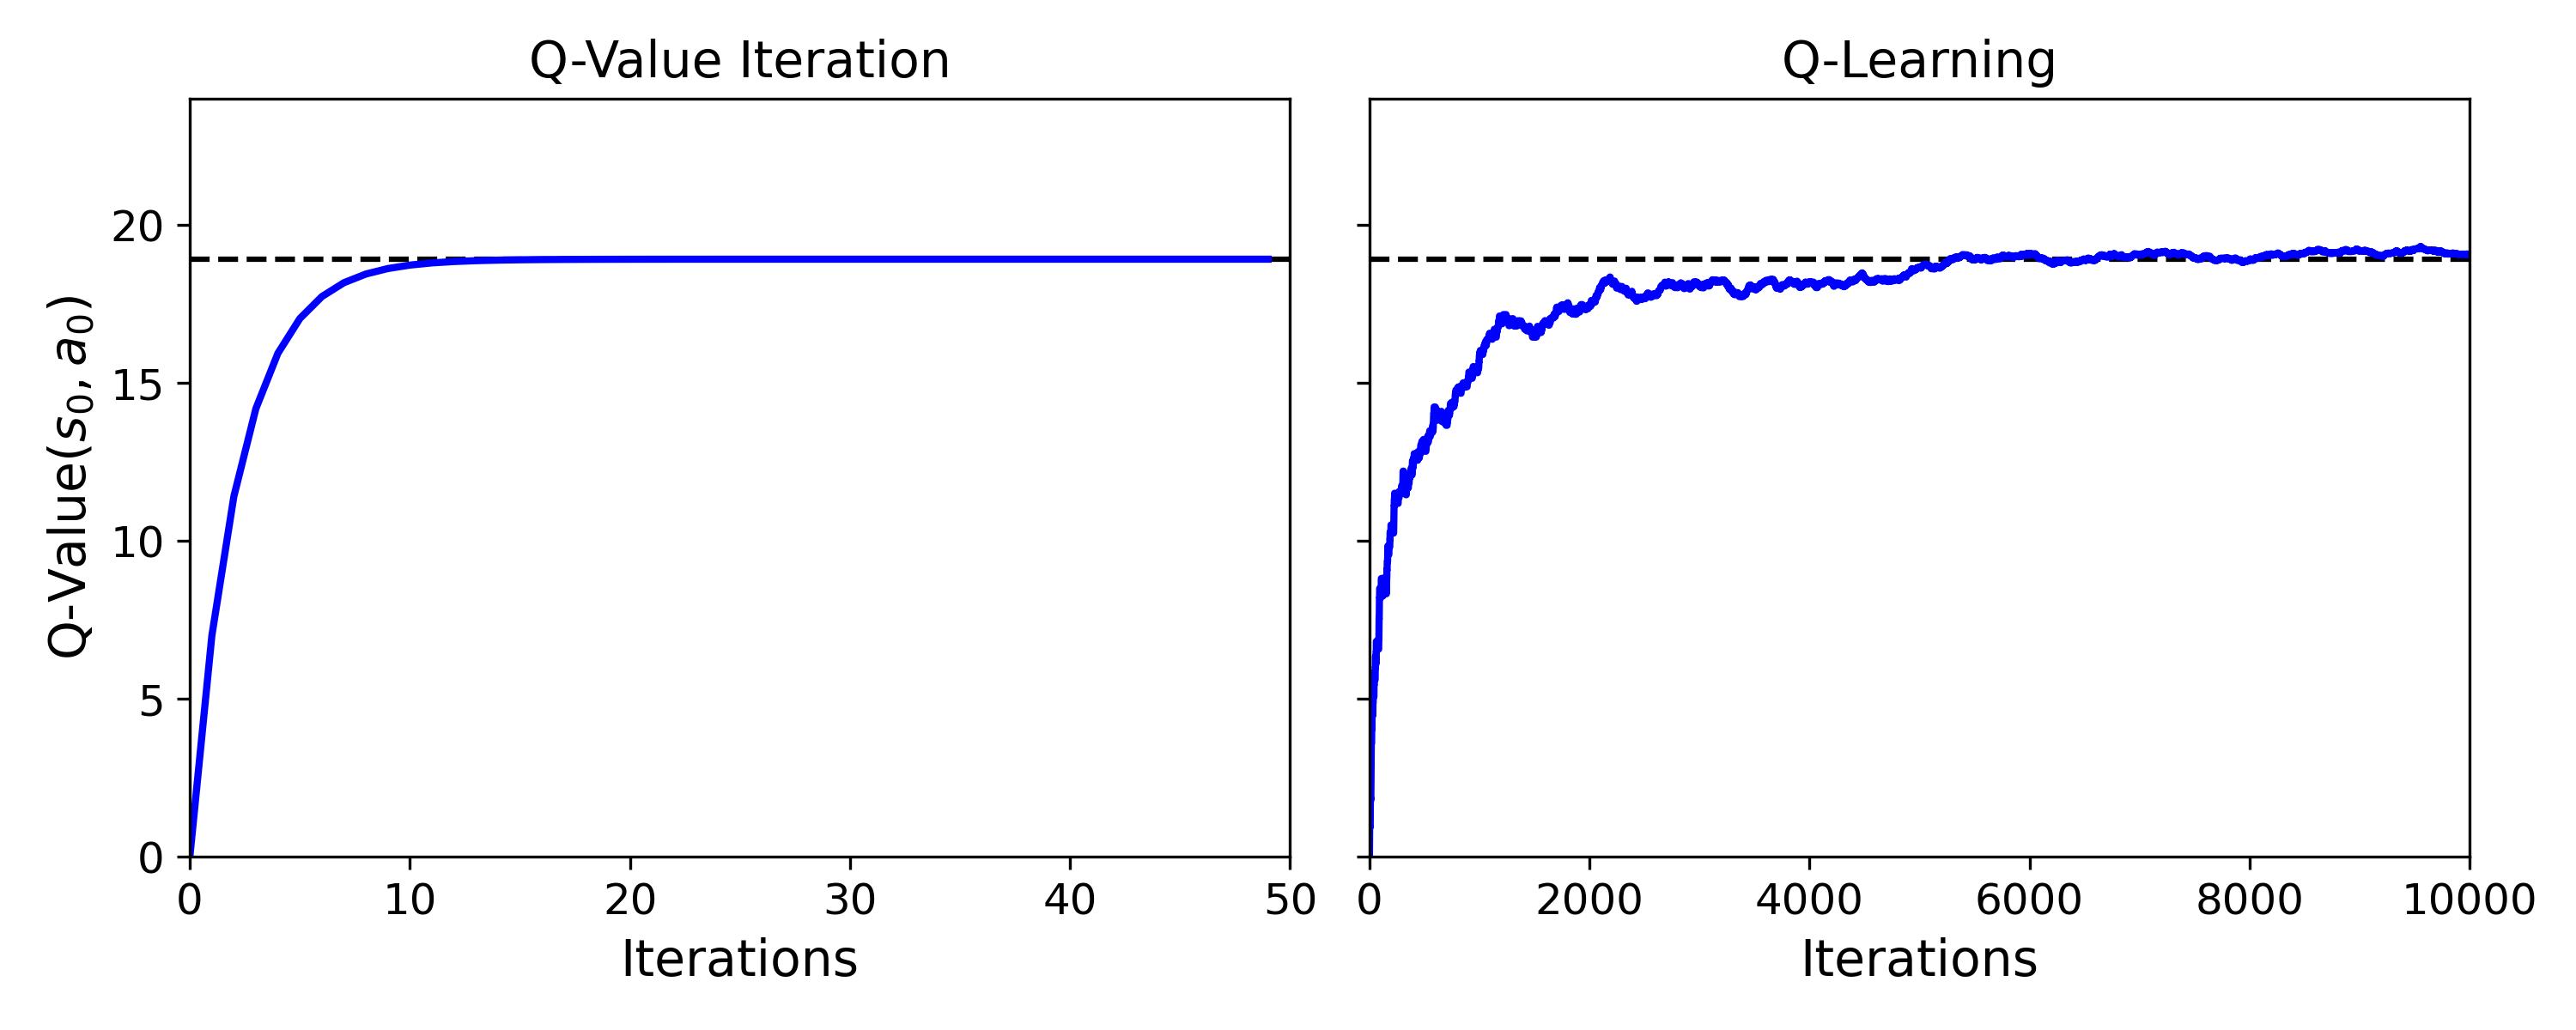 Q-Value Iteration
Q-Learning
Q-Value(s₀, a₀)
20
15
10
5
0
0 10 20 30 40 50
0 2000 4000 6000 8000 10000
Iterations
Iterations